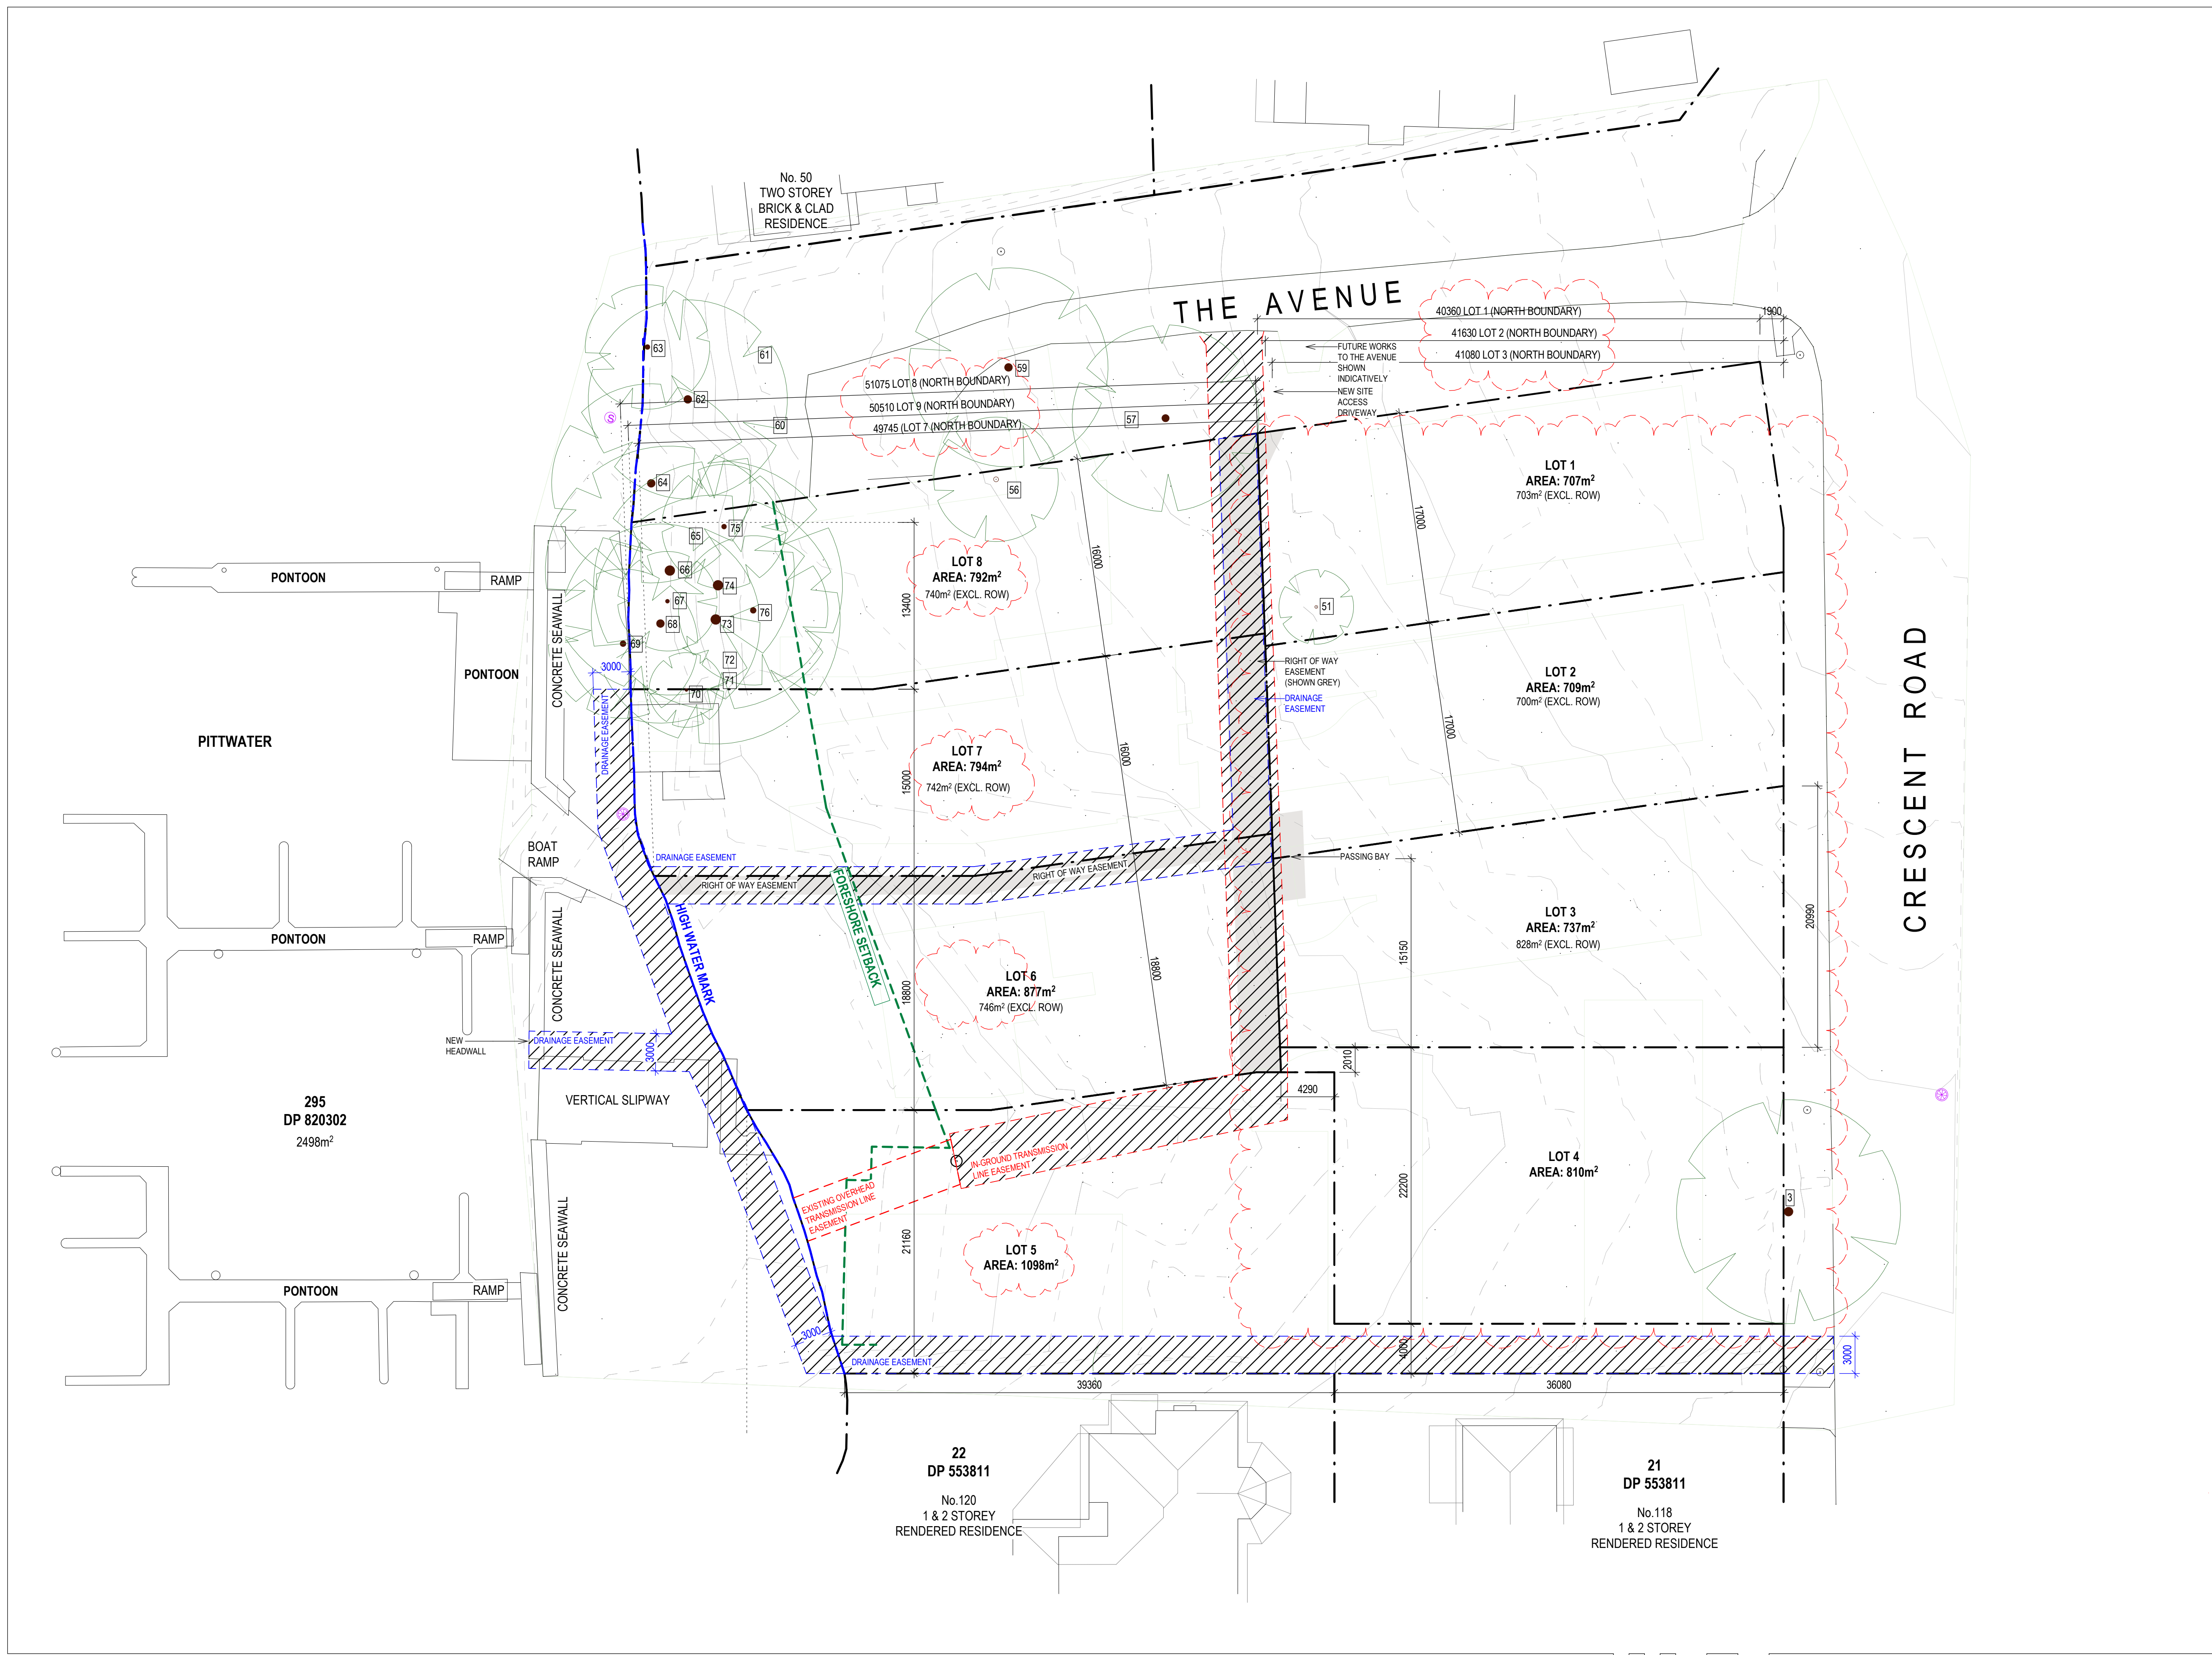 No. 50
TWO STOREY
BRICK & CLAD
RESIDENCE
THE AVENUE
40360 LOT 1 (NORTH BOUNDARY)
1900
41630 LOT 2 (NORTH BOUNDARY)
41080 LOT 3 (NORTH BOUNDARY)
FUTURE WORKS
TO THE AVENUE
SHOWN
INDICATIVELY
NEW SITE
ACCESS
DRIVEWAY
51075 LOT 8 (NORTH BOUNDARY)
50510 LOT 9 (NORTH BOUNDARY)
49745 (LOT 7 (NORTH BOUNDARY)
63
61
62
60
59
57
S
64
56
75
65
66
74
67
76
68
73
69
72
71
70
51
3
LOT 1
AREA: 707m²
703m² (EXCL. ROW)
17000
LOT 8
AREA: 792m²
740m² (EXCL. ROW)
16000
13400
PONTOON
RAMP
CONCRETE SEAWALL
PONTOON
3000
DRAINAGE EASEMENT
RIGHT OF WAY
EASEMENT
(SHOWN GREY)
DRAINAGE
EASEMENT
LOT 2
AREA: 709m²
700m² (EXCL. ROW)
17000
CRESCENT ROAD
PITTWATER
LOT 7
AREA: 794m²
742m² (EXCL. ROW)
16000
15000
BOAT
RAMP
DRAINAGE EASEMENT
RIGHT OF WAY EASEMENT
RIGHT OF WAY EASEMENT
PASSING BAY
FORESHORE SETBACK
HIGH WATER MARK
LOT 3
AREA: 737m²
828m² (EXCL. ROW)
15150
20990
PONTOON
RAMP
CONCRETE SEAWALL
LOT 6
AREA: 877m²
746m² (EXCL. ROW)
18800
18800
NEW
HEADWALL
DRAINAGE EASEMENT
3000
2010
4290
VERTICAL SLIPWAY
295
DP 820302
2498m²
IN-GROUND TRANSMISSION
LINE EASEMENT
EXISTING OVERHEAD
TRANSMISSION LINE
EASEMENT
LOT 4
AREA: 810m²
22200
21160
LOT 5
AREA: 1098m²
PONTOON
RAMP
CONCRETE SEAWALL
3000
DRAINAGE EASEMENT
4000
3000
39360
36080
22
DP 553811
No.120
1 & 2 STOREY
RENDERED RESIDENCE
21
DP 553811
No.118
1 & 2 STOREY
RENDERED RESIDENCE